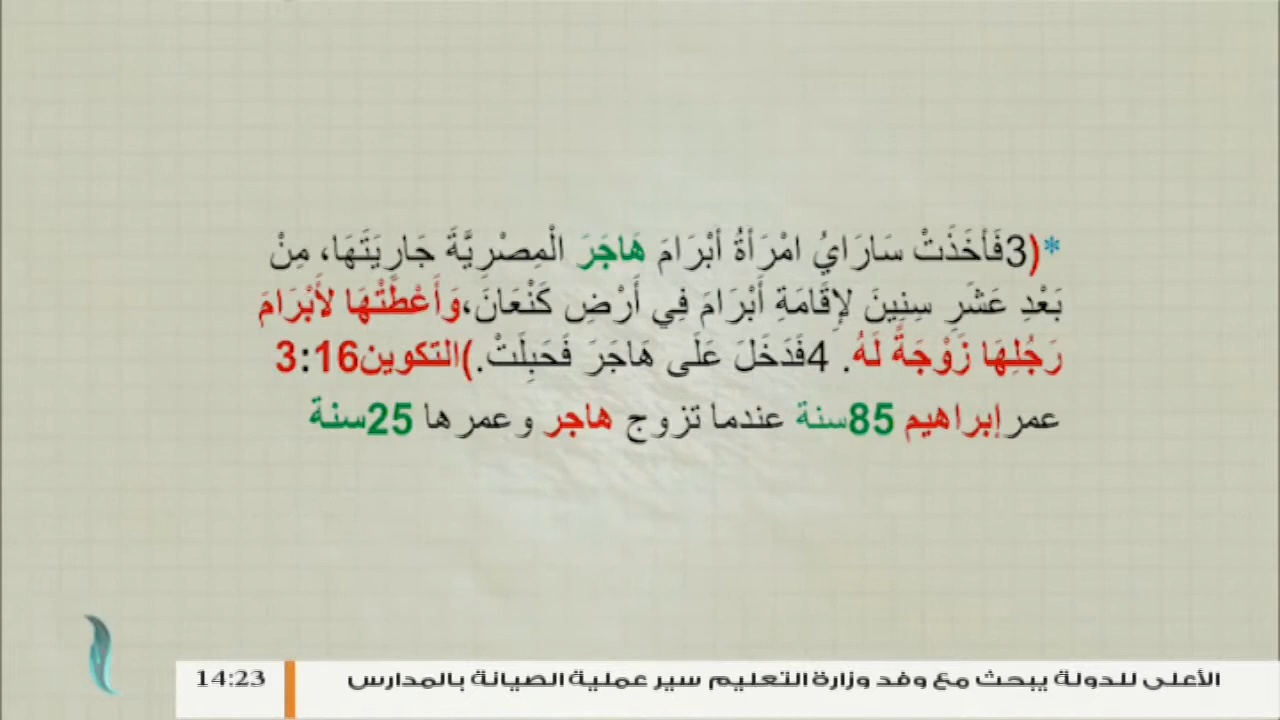 *(3فَأَخَذَتْ سَارَايُ امْرَأَةُ أَبْرَامَ هَاجَرَ الْمِصْرِيَّةَ جَارِيَتَهَا، مِنْ
بَعْدِ عَشَرِ سِنِينَ لإِقَامَةِ أَبْرَامَ فِي أَرْضِ كَنْعَانَ،وَأَعْطَتْهَا لأَبْرَامَ
رَجُلِهَا زَوْجَةً لَهُ. 4فَدَخَلَ عَلَى هَاجَرَ فَحَبِلَتْ.)التكوين3:16
عمر إبراهيم 85سنة عندما تزوج هاجر وعمرها 25سنة
الأعلى للدولة يبحث مع وفد وزارة التعليم سير عملية الصيانة بالمدارس
14:23